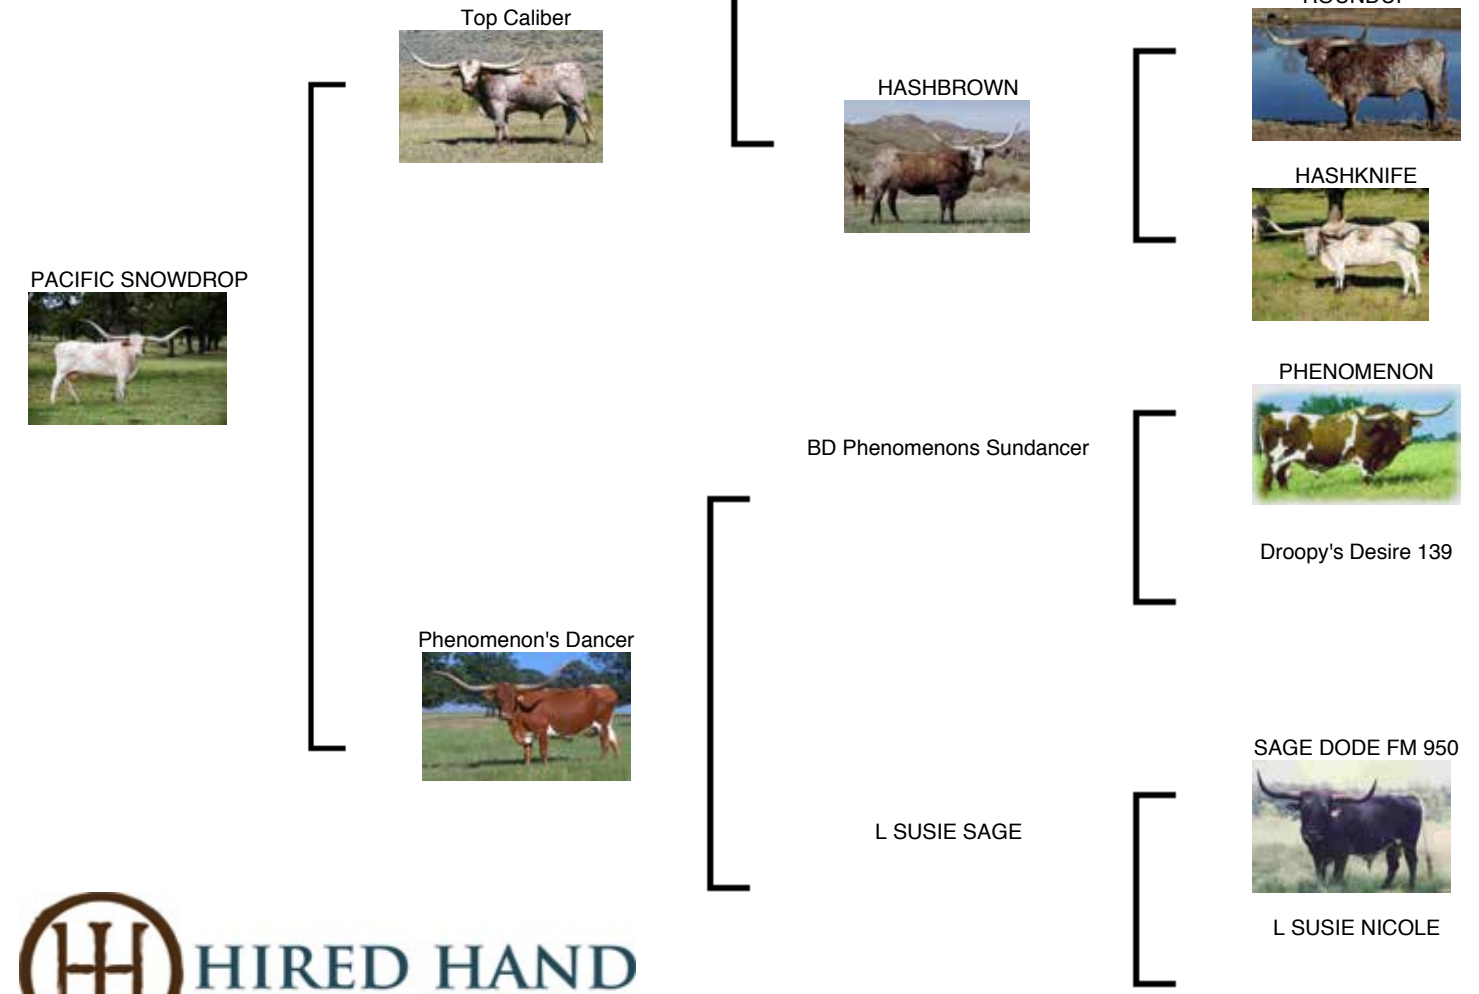 Top Caliber
HASHBROWN
HASHKNIFE
PACIFIC SNOWDROP
PHENOMENON
BD Phenomenons Sundancer
Droopy's Desire 139
Phenomenon's Dancer
SAGE DODE FM 950
L SUSIE SAGE
L SUSIE NICOLE
HIRED HAND